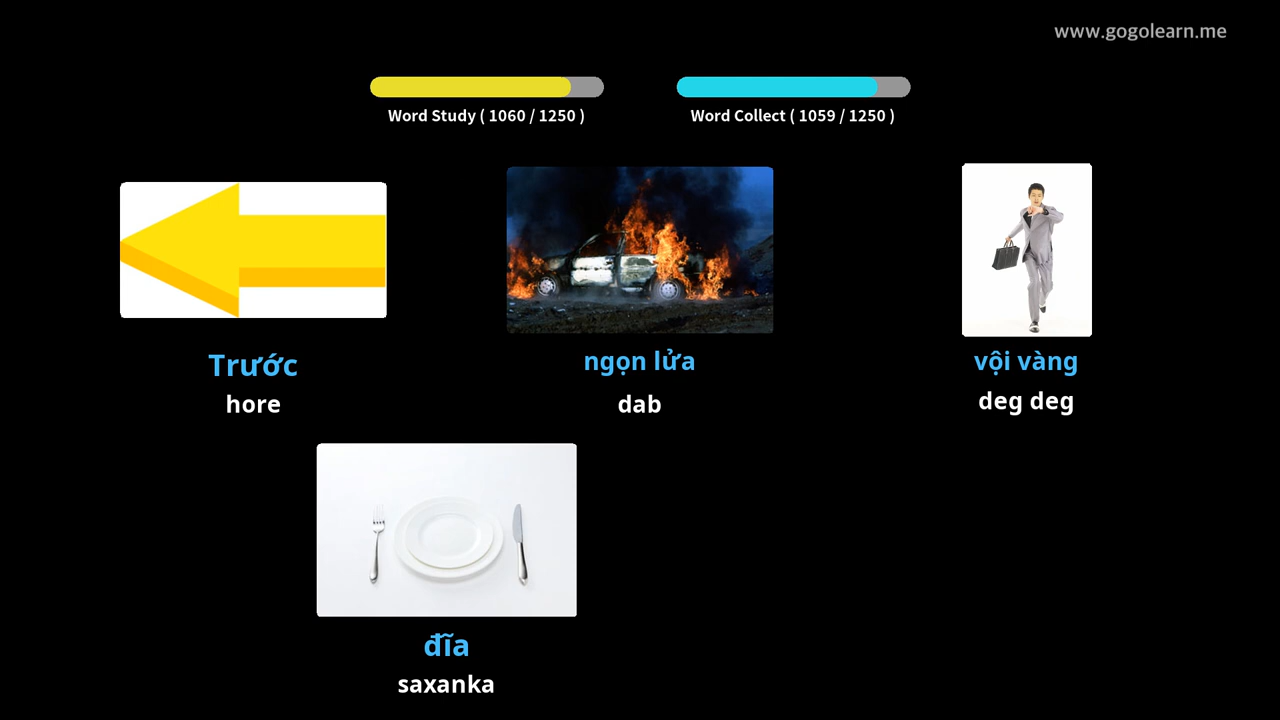 www.gogolearn.me
Word Study ( 1060 / 1250 )
Word Collect ( 1059 / 1250 )
Trước
hore
ngọn lửa
dab
vội vàng
deg deg
đĩa
saxanka